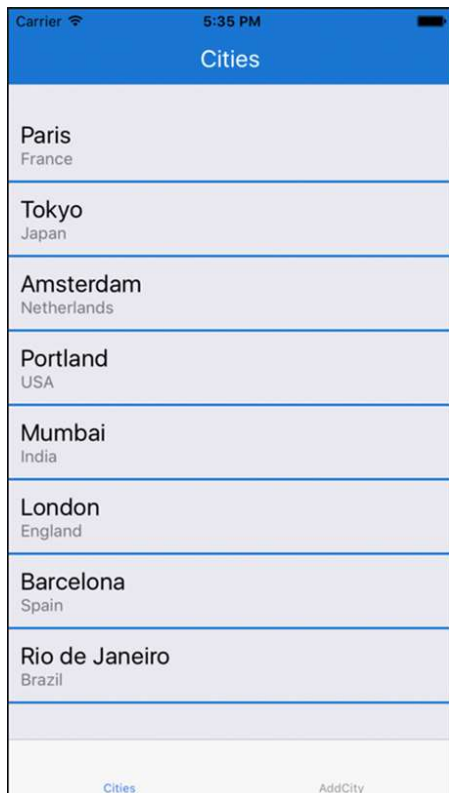 Carrier 5:35 PM
Cities
Paris
France
Tokyo
Japan
Amsterdam
Netherlands
Portland
USA
Mumbai
India
London
England
Barcelona
Spain
Rio de Janeiro
Brazil
Cities AddCity